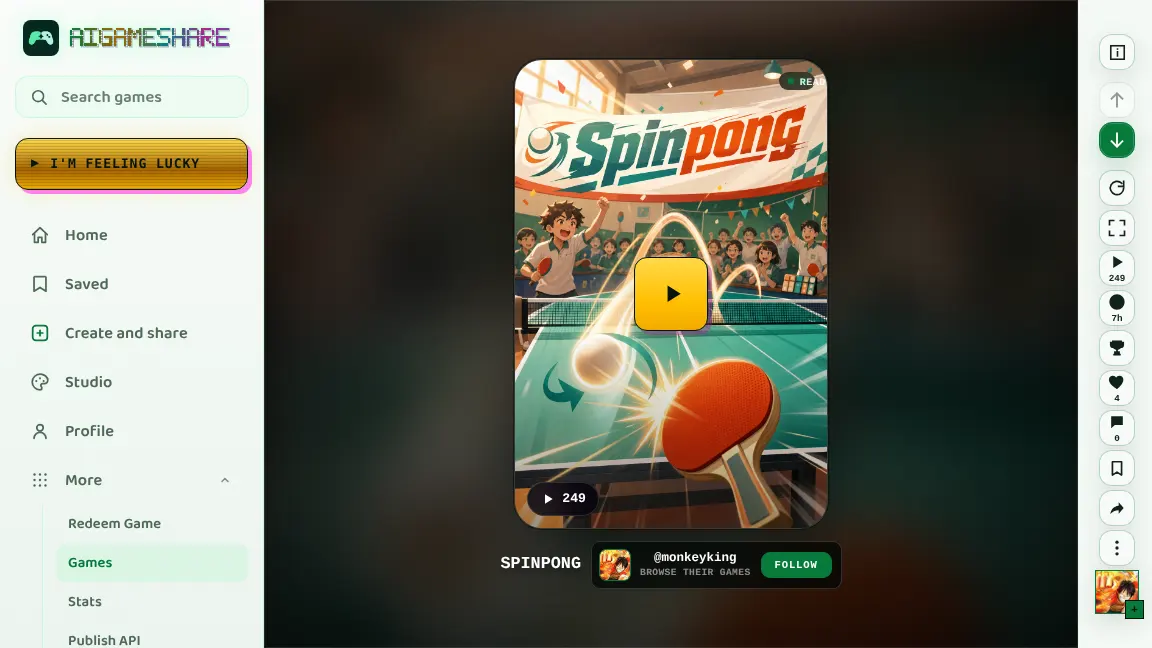 AIGAMESHARE
Search games
I'M FEELING LUCKY
Home
Saved
Create and share
Studio
Profile
More
Redeem Game
Games
Stats
Publish API
READ
Spinpong
249
SPINPONG
@monkeyking
BROWSE THEIR GAMES
FOLLOW
249
7h
4
0